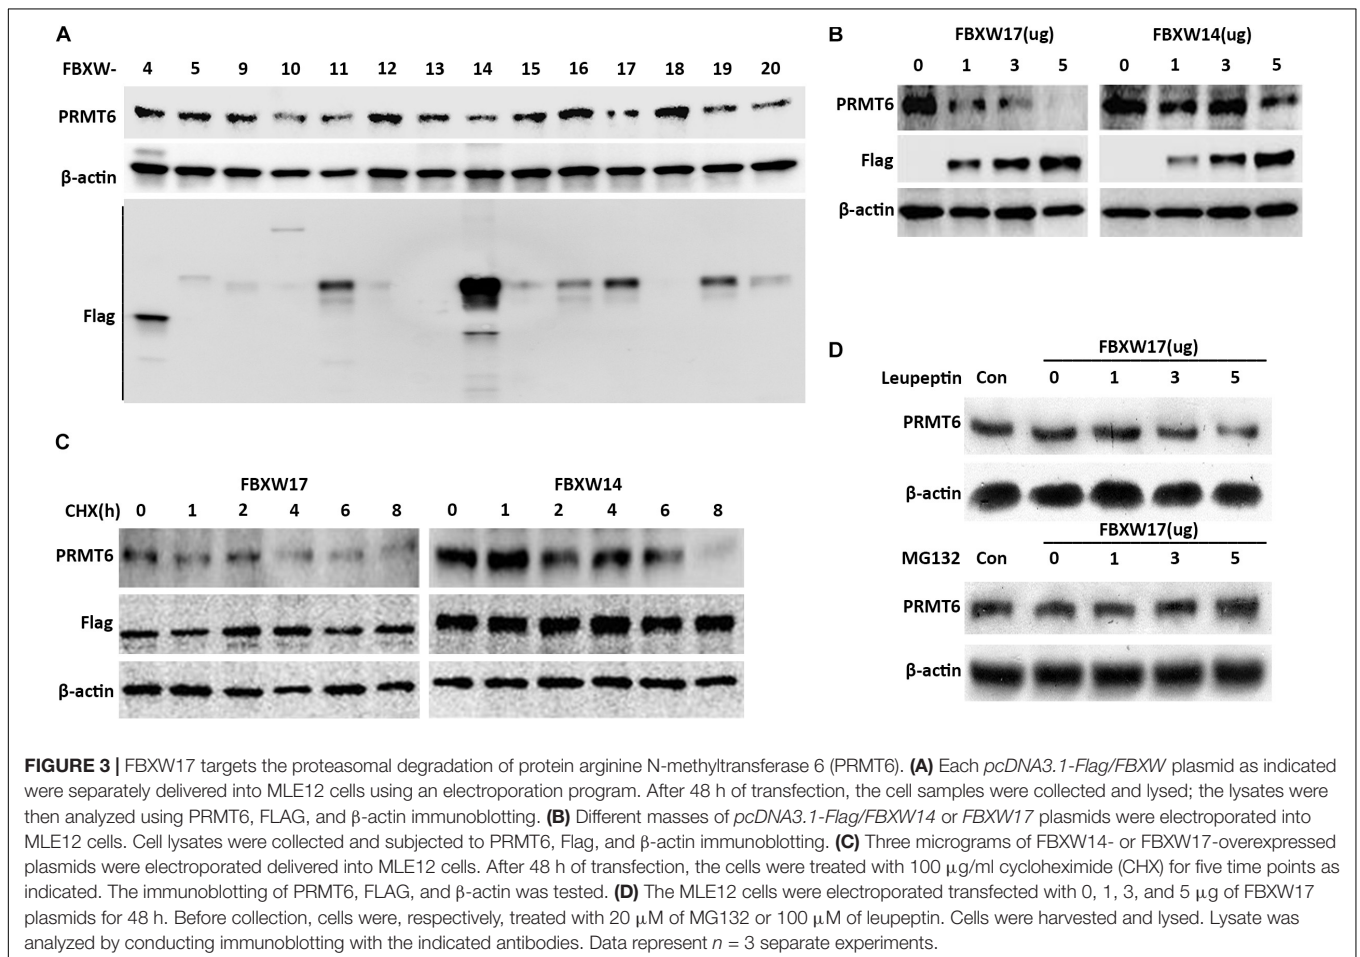 A
FBXW- 4 5 9 10 11 12 13 14 15 16 17 18 19 20
PRMT6
β-actin
Flag
B
FBXW17(ug) FBXW14(ug)
0 1 3 5 0 1 3 5
PRMT6
Flag
β-actin
C
FBXW17 FBXW14
CHX(h) 0 1 2 4 6 8 0 1 2 4 6 8
PRMT6
Flag
β-actin
D
FBXW17(ug)
Leupeptin Con 0 1 3 5
PRMT6
β-actin
FBXW17(ug)
MG132 Con 0 1 3 5
PRMT6
β-actin
FIGURE 3 | FBXW17 targets the proteasomal degradation of protein arginine N-methyltransferase 6 (PRMT6). (A) Each pcDNA3.1-Flag/FBXW plasmid as indicated
were separately delivered into MLE12 cells using an electroporation program. After 48 h of transfection, the cell samples were collected and lysed; the lysates were
then analyzed using PRMT6, FLAG, and β-actin immunoblotting. (B) Different masses of pcDNA3.1-Flag/FBXW14 or FBXW17 plasmids were electroporated into
MLE12 cells. Cell lysates were collected and subjected to PRMT6, Flag, and β-actin immunoblotting. (C) Three micrograms of FBXW14- or FBXW17-overexpressed
plasmids were electroporated delivered into MLE12 cells. After 48 h of transfection, the cells were treated with 100 μg/ml cycloheximide (CHX) for five time points as
indicated. The immunoblotting of PRMT6, FLAG, and β-actin was tested. (D) The MLE12 cells were electroporated transfected with 0, 1, 3, and 5 μg of FBXW17
plasmids for 48 h. Before collection, cells were, respectively, treated with 20 μM of MG132 or 100 μM of leupeptin. Cells were harvested and lysed. Lysate was
analyzed by conducting immunoblotting with the indicated antibodies. Data represent n = 3 separate experiments.